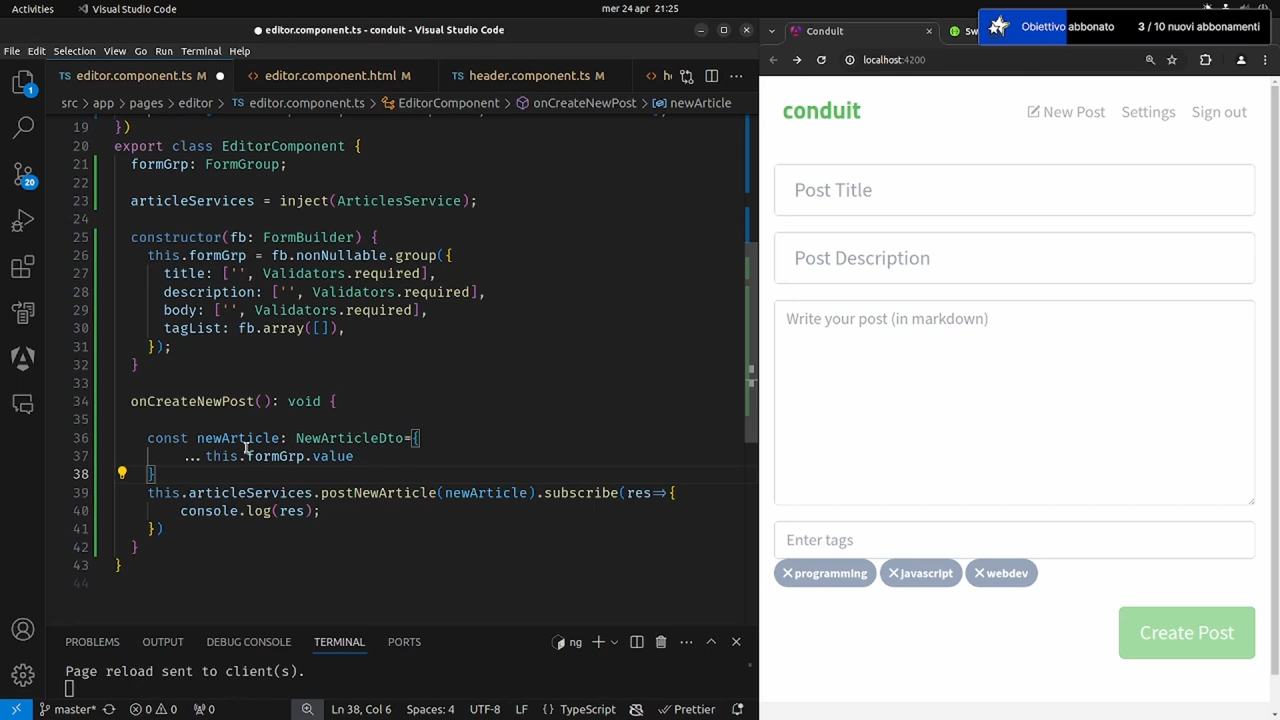 Activities
Visual Studio Code
mer 24 apr 21:25
editor.component.ts - conduit - Visual Studio Code
File Edit Selection View Go Run Terminal Help
editor.component.ts
editor.component.html M
header.component.ts M
src > app > pages > editor > editor.component.ts > EditorComponent > onCreateNewPost > newArticle
19 })
20 export class EditorComponent {
21 formGrp: FormGroup;
22
23 articleServices = inject(ArticlesService);
24
25 constructor(fb: FormBuilder) {
26 this.formGrp = fb.nonNullable.group({
27 title: ['', Validators.required],
28 description: ['', Validators.required],
29 body: ['', Validators.required],
30 tagList: fb.array([]),
31 });
32 }
33
34 onCreateNewPost(): void {
35
36 const newArticle: NewArticleDto={
37 ...this.formGrp.value
38 }
39 this.articleServices.postNewArticle(newArticle).subscribe(res=>{
40 console.log(res);
41 })
42 }
43 }
44
1
20
PROBLEMS OUTPUT DEBUG CONSOLE TERMINAL PORTS
ng
Page reload sent to client(s).
master* 0 0 0 Ln 38, Col 6 Spaces: 4 UTF-8 LF {} TypeScript Prettier
Conduit
Sw
Obiettivo abbonato 3 / 10 nuovi abbonamenti
localhost:4200
conduit
New Post Settings Sign out
Post Title
Post Description
Write your post (in markdown)
Enter tags
programming javascript webdev
Create Post